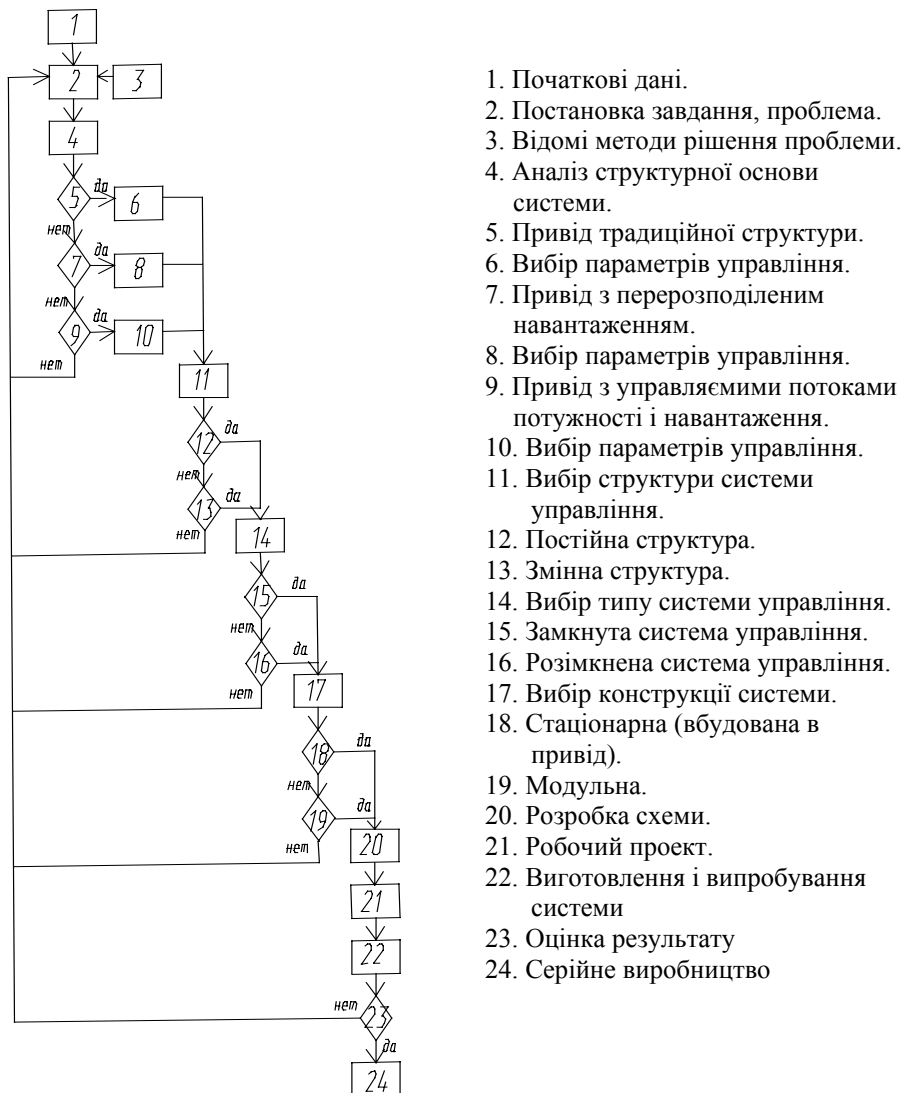 1
2
3
4
5
да
6
нет
7
да
8
нет
9
да
10
нет
11
12
да
нет
13
да
нет
14
15
да
нет
16
да
нет
17
18
да
нет
19
да
нет
20
21
22
нет
23
да
24
1. Початкові дані.
2. Постановка завдання, проблема.
3. Відомі методи рішення проблеми.
4. Аналіз структурної основи
системи.
5. Привід традиційної структури.
6. Вибір параметрів управління.
7. Привід з перерозподіленим
навантаженням.
8. Вибір параметрів управління.
9. Привід з управляємими потоками
потужності і навантаження.
10. Вибір параметрів управління.
11. Вибір структури системи
управління.
12. Постійна структура.
13. Змінна структура.
14. Вибір типу системи управління.
15. Замкнута система управління.
16. Розімкнена система управління.
17. Вибір конструкції системи.
18. Стаціонарна (вбудована в
привід).
19. Модульна.
20. Розробка схеми.
21. Робочий проект.
22. Виготовлення і випробування
системи
23. Оцінка результату
24. Серійне виробництво